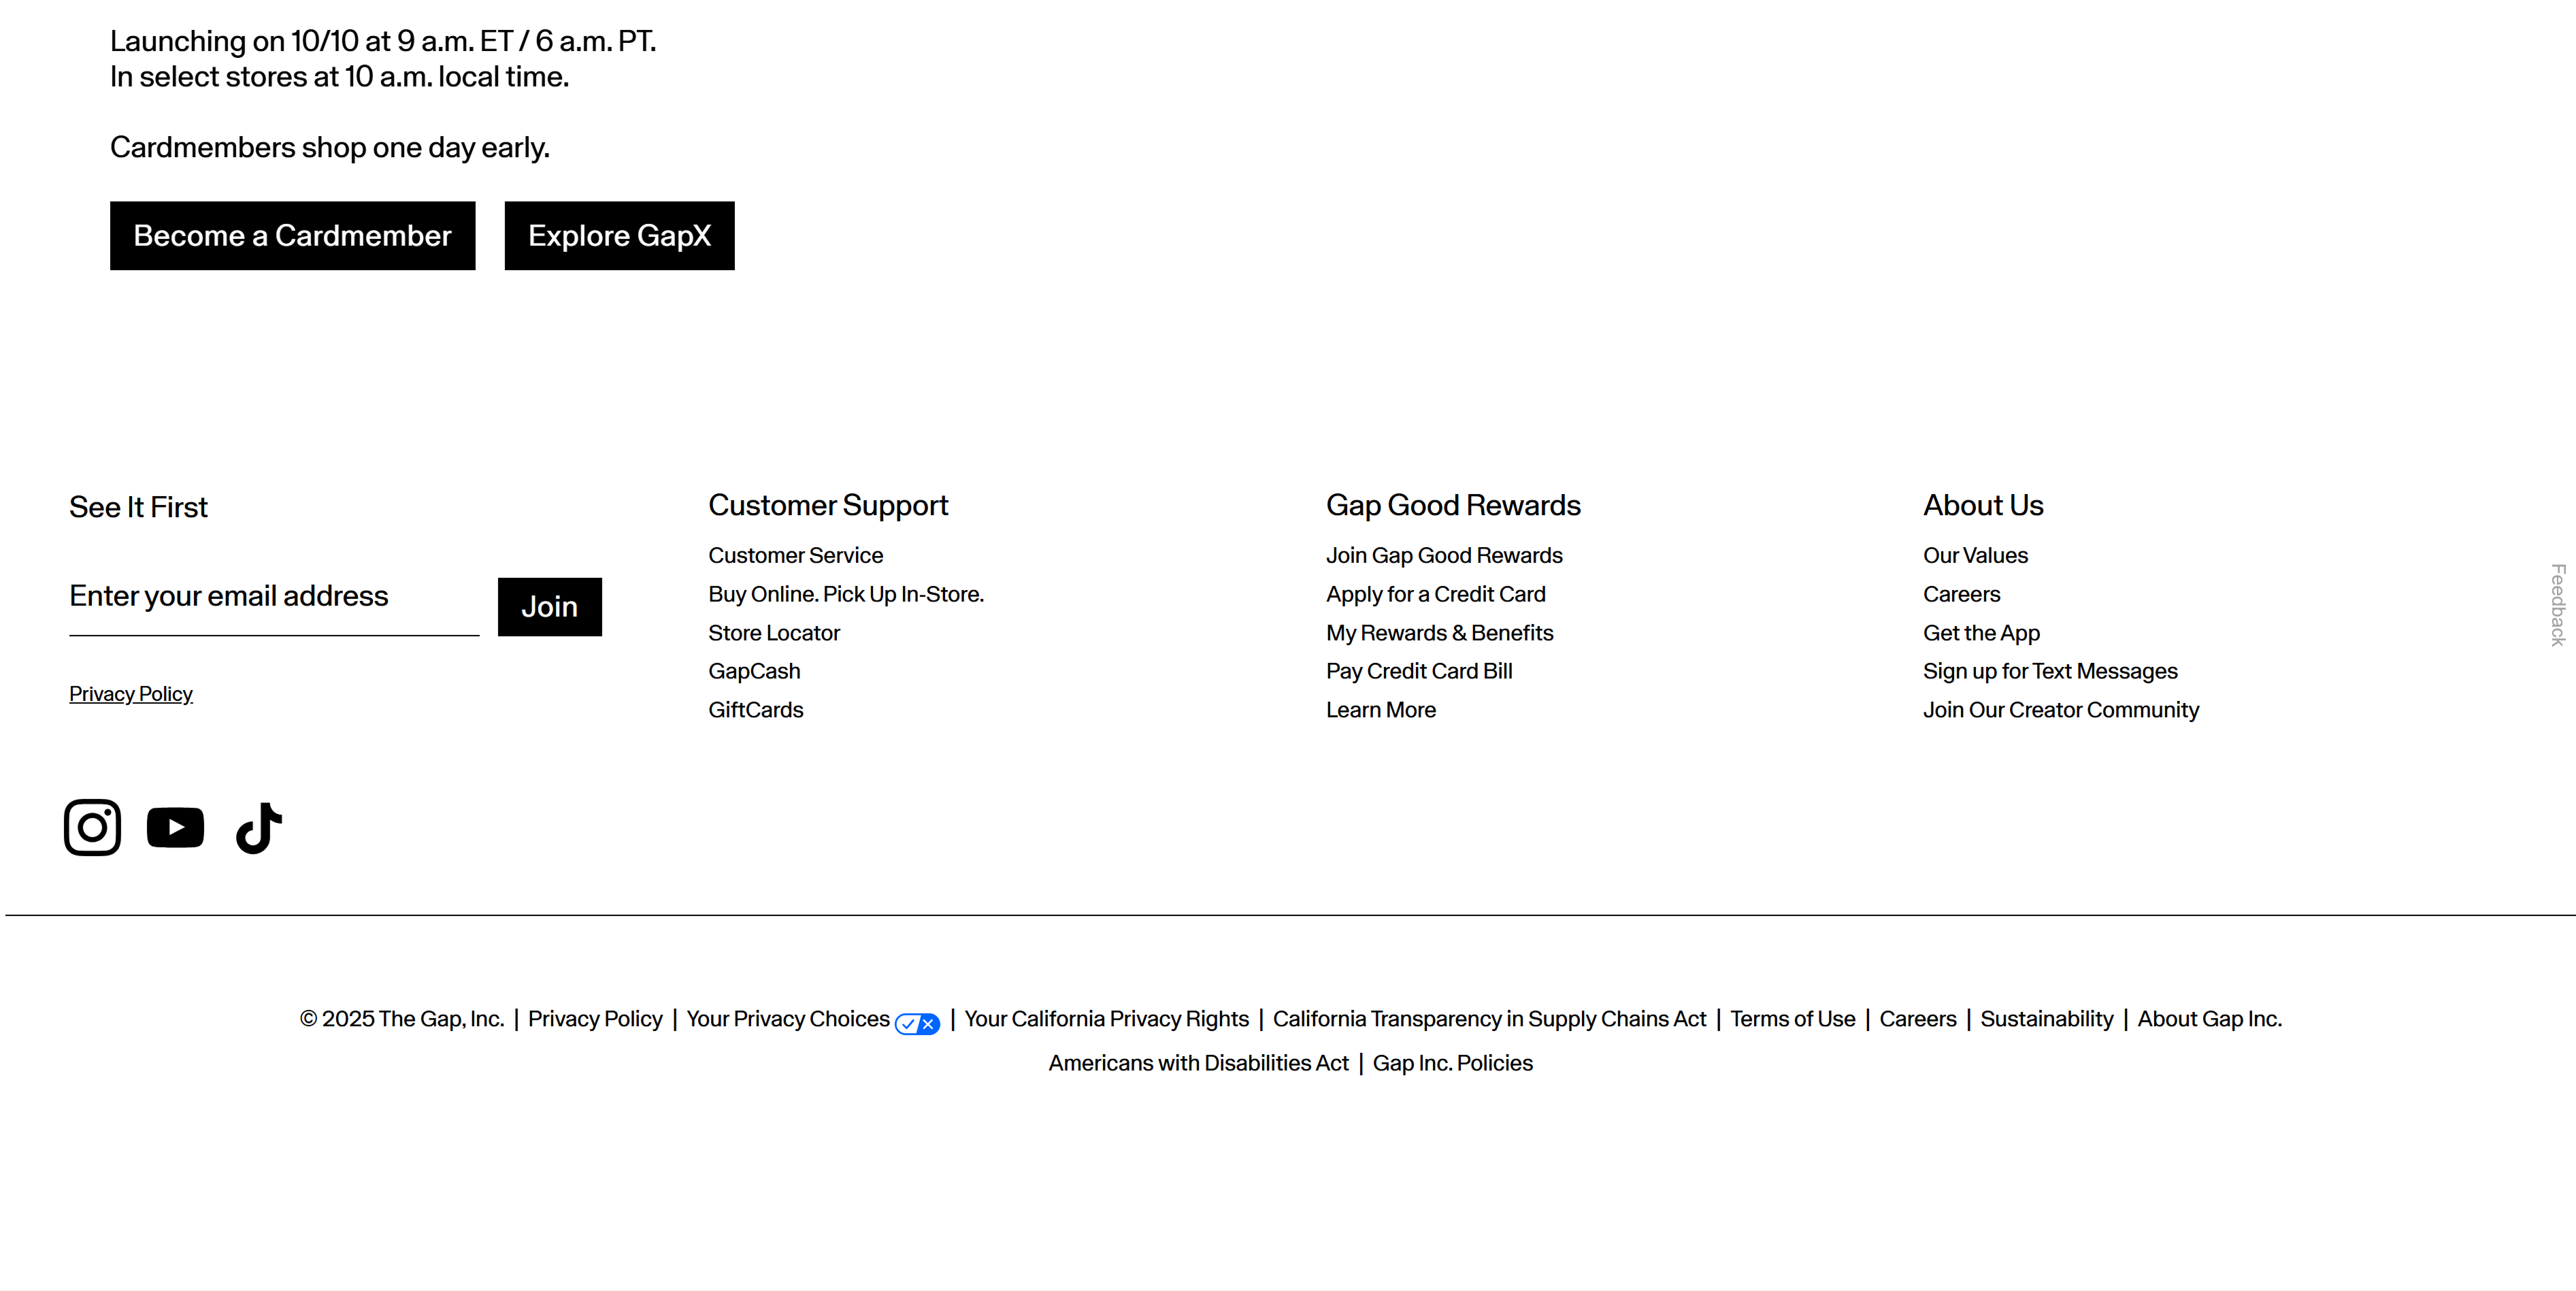 Launching on 10/10 at 9 a.m. ET / 6 a.m. PT.
In select stores at 10 a.m. local time.
Cardmembers shop one day early.
Become a Cardmember
Explore GapX
See It First
Enter your email address
Join
Privacy Policy
Customer Support
Customer Service
Buy Online. Pick Up In-Store.
Store Locator
GapCash
GiftCards
Gap Good Rewards
Join Gap Good Rewards
Apply for a Credit Card
My Rewards & Benefits
Pay Credit Card Bill
Learn More
About Us
Our Values
Careers
Get the App
Sign up for Text Messages
Join Our Creator Community
Feedback
© 2025 The Gap, Inc. | Privacy Policy | Your Privacy Choices | Your California Privacy Rights | California Transparency in Supply Chains Act | Terms of Use | Careers | Sustainability | About Gap Inc.
Americans with Disabilities Act | Gap Inc. Policies